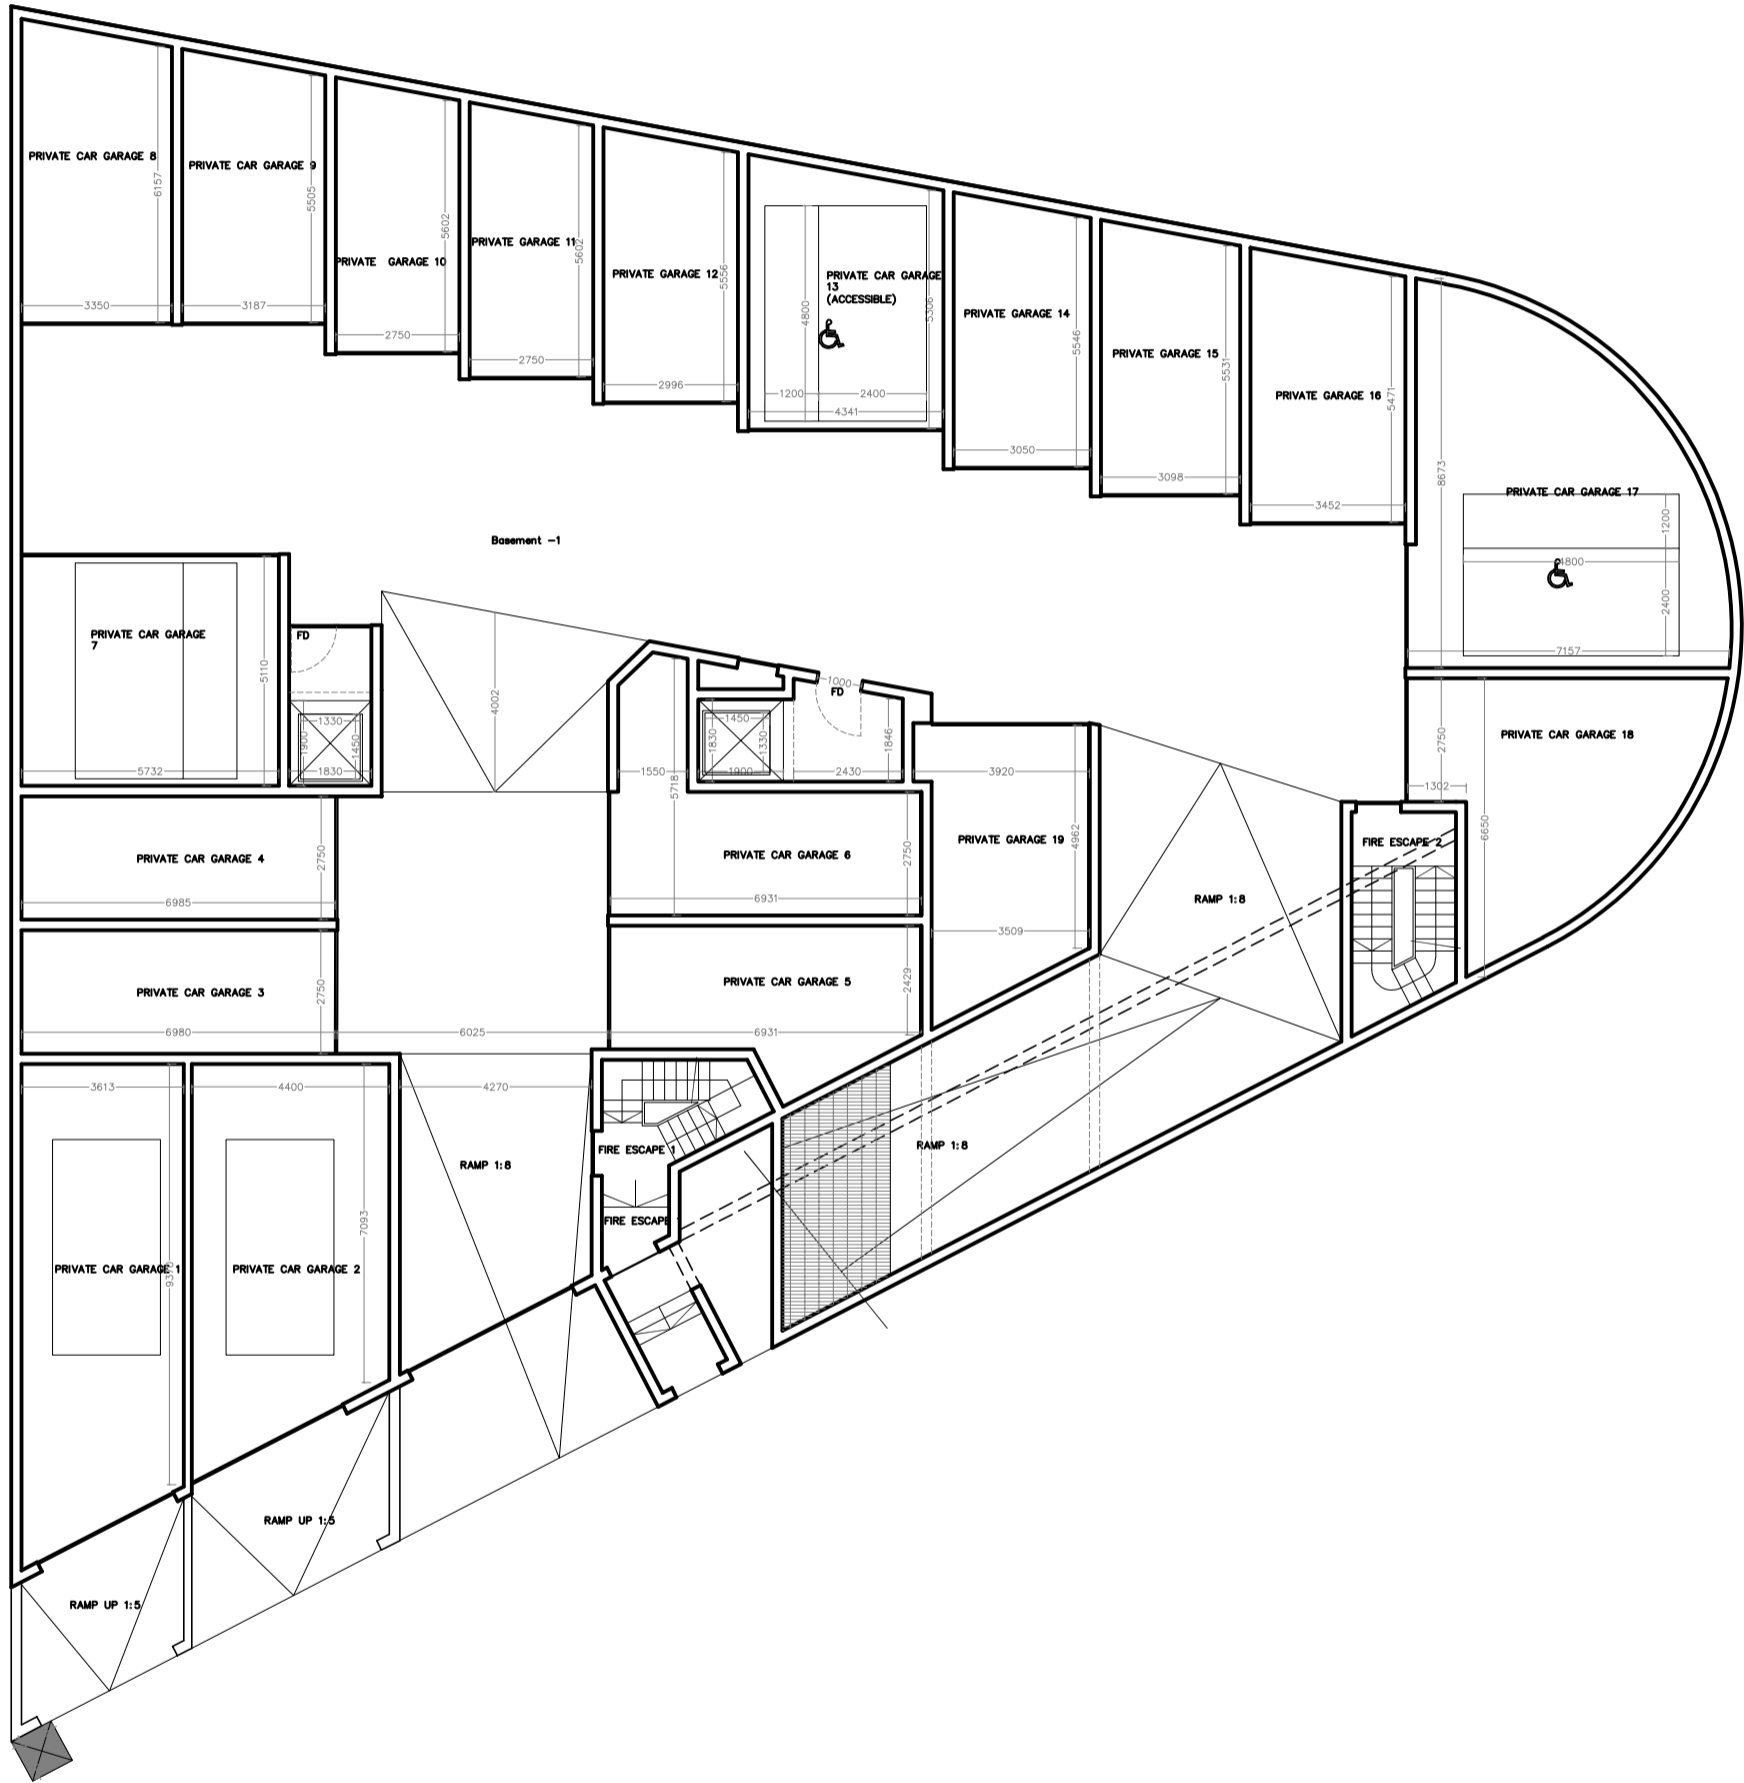 PRIVATE CAR GARAGE 8
6157
3350
PRIVATE CAR GARAGE 9
5505
3187
PRIVATE  GARAGE 10
5602
2750
PRIVATE GARAGE 11
5602
2750
PRIVATE GARAGE 12
5556
2996
PRIVATE CAR GARAGE
13
(ACCESSIBLE)
4800
5306
1200
2400
4341
PRIVATE GARAGE 14
5546
3050
PRIVATE GARAGE 15
5531
3098
PRIVATE GARAGE 16
5471
3452
8673
PRIVATE CAR GARAGE 17
1200
4800
2400
7157
Basement -1
PRIVATE CAR GARAGE
7
5110
5732
FD
1330
1900
1450
1830
4002
1550
5718
1450
1830
1330
1900
1000
FD
1846
2430
3920
PRIVATE GARAGE 19
4962
3509
2750
1302
PRIVATE CAR GARAGE 18
6650
FIRE ESCAPE 2
RAMP 1:8
PRIVATE CAR GARAGE 4
2750
6985
PRIVATE CAR GARAGE 6
2750
6931
PRIVATE CAR GARAGE 3
2750
6980
6025
PRIVATE CAR GARAGE 5
2429
6931
3613
4400
4270
RAMP 1:8
FIRE ESCAPE 1
FIRE ESCAPE
RAMP 1:8
PRIVATE CAR GARAGE 1
PRIVATE CAR GARAGE 2
7093
RAMP UP 1:5
RAMP UP 1:5